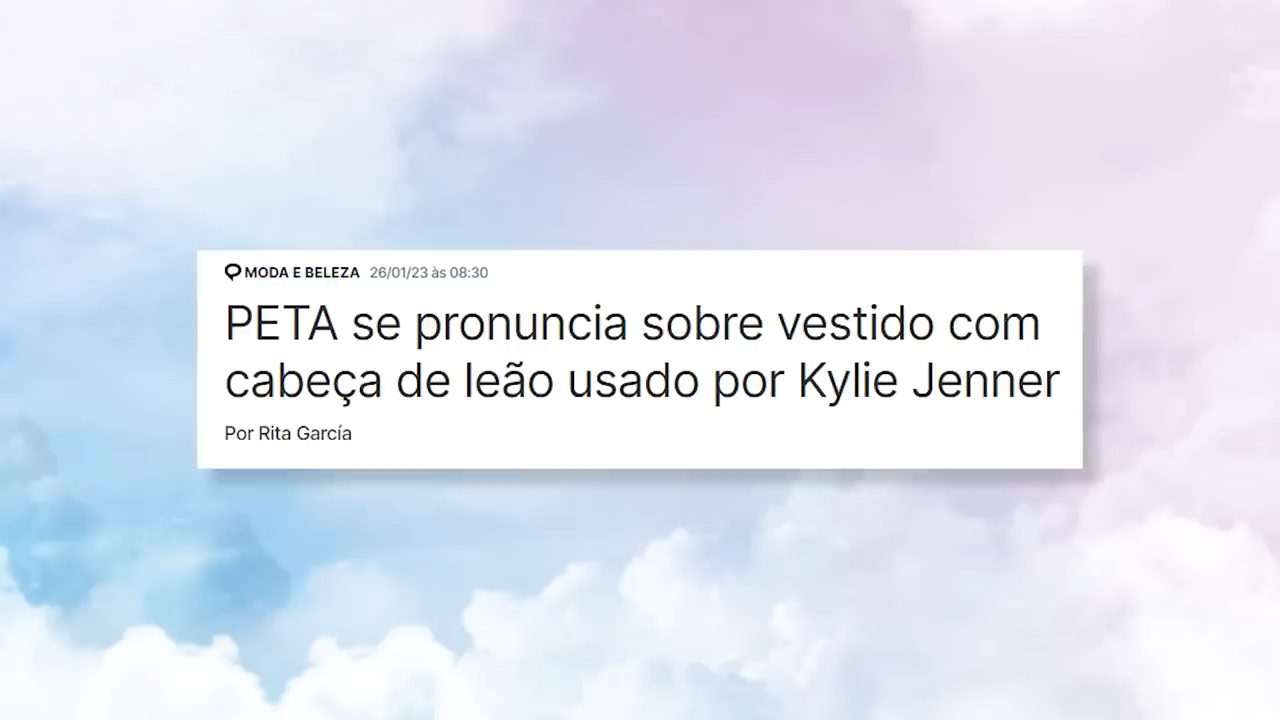 MODA E BELEZA 26/01/23 às 08:30
PETA se pronuncia sobre vestido com
cabeça de leão usado por Kylie Jenner
Por Rita García